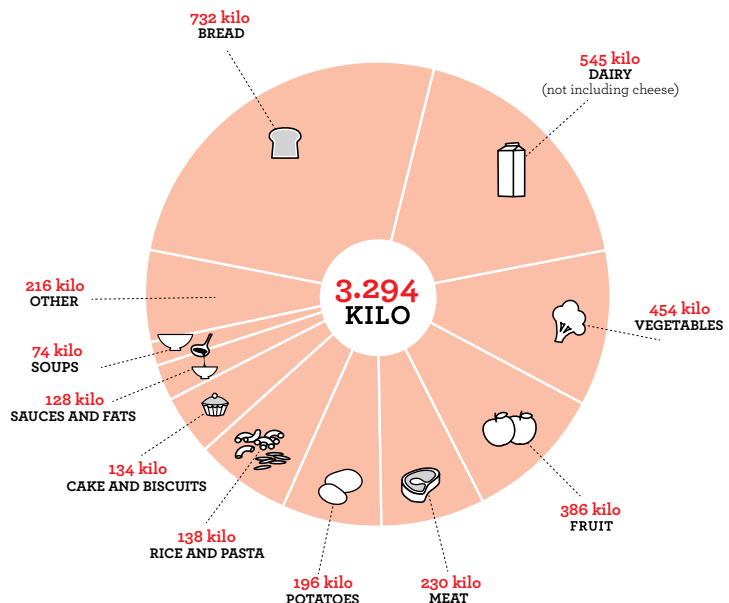 732 kilo
BREAD
545 kilo
DAIRY
(not including cheese)
3.294
KILO
454 kilo
VEGETABLES
386 kilo
FRUIT
230 kilo
MEAT
196 kilo
POTATOES
138 kilo
RICE AND PASTA
134 kilo
CAKE AND BISCUITS
128 kilo
SAUCES AND FATS
74 kilo
SOUPS
216 kilo
OTHER